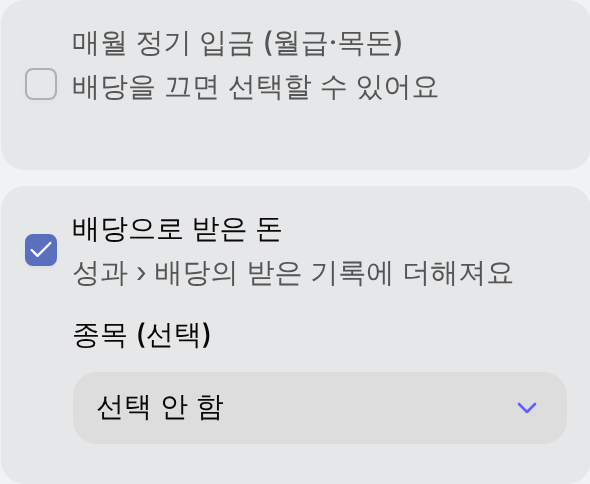 매월 정기 입금 (월급·목돈)
배당을 끄면 선택할 수 있어요
배당으로 받은 돈
성과 › 배당의 받은 기록에 더해져요
종목 (선택)
선택 안 함